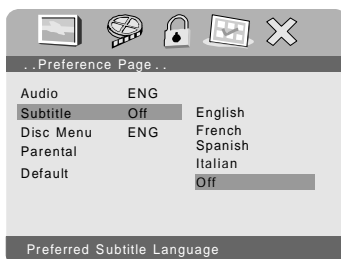 ..Preference Page..
Audio ENG
Subtitle Off English
Disc Menu ENG French
Spanish
Parental
Italian
Default
Off
Preferred Subtitle Language